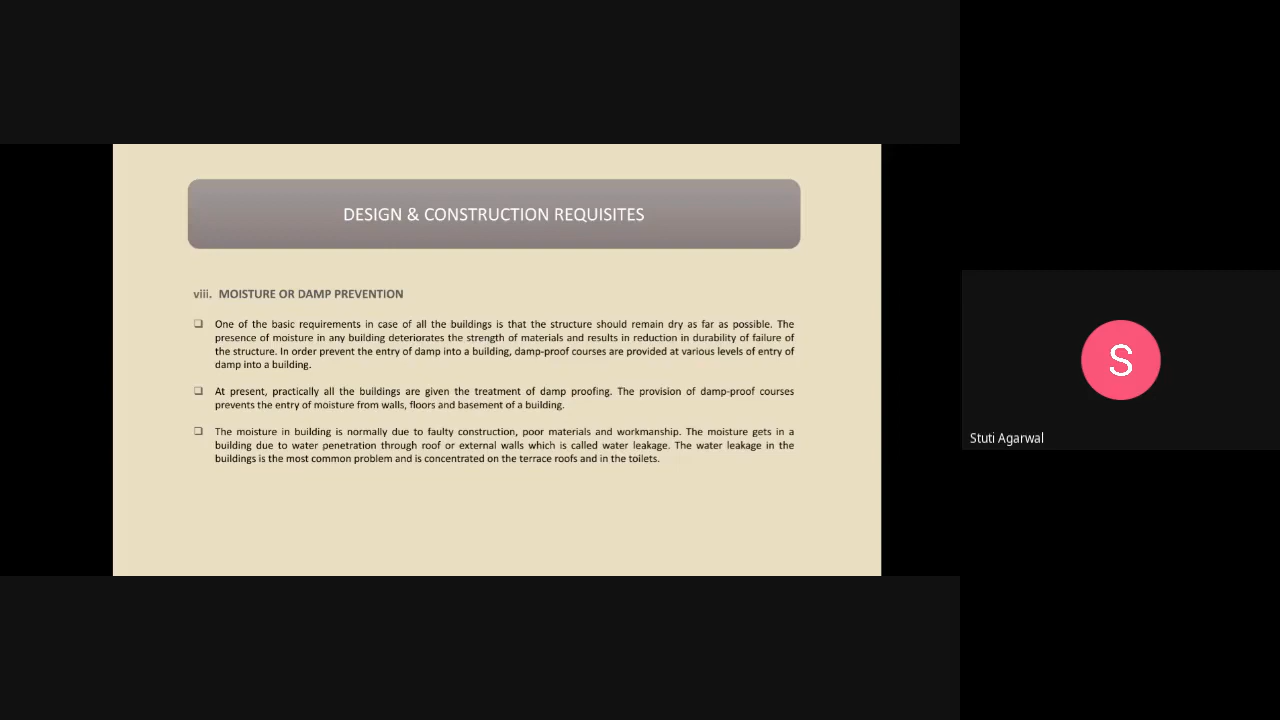 DESIGN & CONSTRUCTION REQUISITES
viii. MOISTURE OR DAMP PREVENTION
❑ One of the basic requirements in case of all the buildings is that the structure should remain dry as far as possible. The
presence of moisture in any building deteriorates the strength of materials and results in reduction in durability of failure of
the structure. In order prevent the entry of damp into a building, damp-proof courses are provided at various levels of entry of
damp into a building.
❑ At present, practically all the buildings are given the treatment of damp proofing. The provision of damp-proof courses
prevents the entry of moisture from walls, floors and basement of a building.
❑ The moisture in building is normally due to faulty construction, poor materials and workmanship. The moisture gets in a
building due to water penetration through roof or external walls which is called water leakage. The water leakage in the
buildings is the most common problem and is concentrated on the terrace roofs and in the toilets.
S
Stuti Agarwal